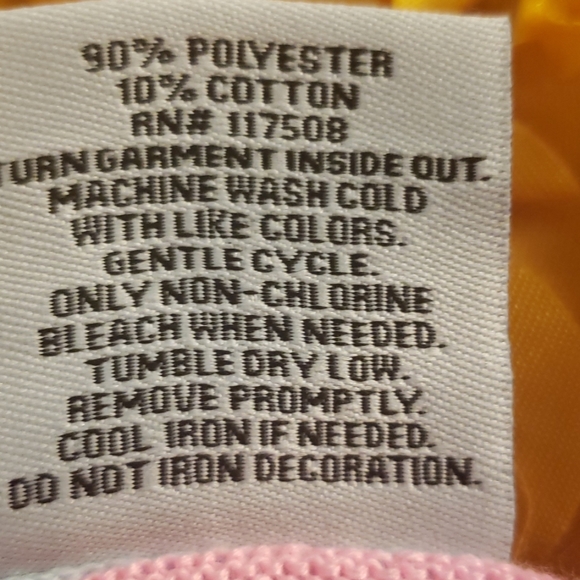 90% POLYESTER
10% COTTON
RN# 117508
TURN GARMENT INSIDE OUT.
MACHINE WASH COLD
WITH LIKE COLORS.
GENTLE CYCLE.
ONLY NON-CHLORINE
BLEACH WHEN NEEDED.
TUMBLE DRY LOW.
REMOVE PROMPTLY.
COOL IRON IF NEEDED.
DO NOT IRON DECORATION.